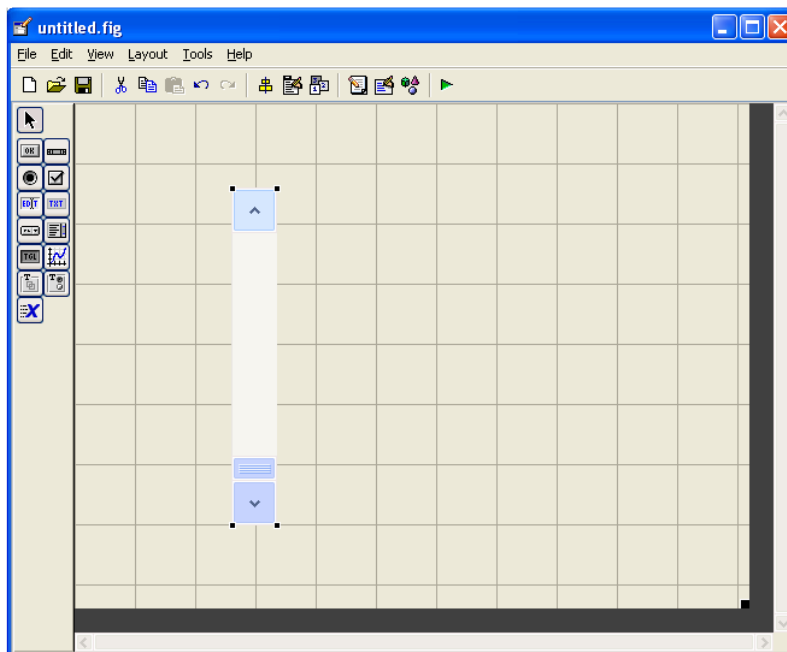 untitled.fig
File Edit View Layout Tools Help
OK
EDIT TXT
TGL
T T
X